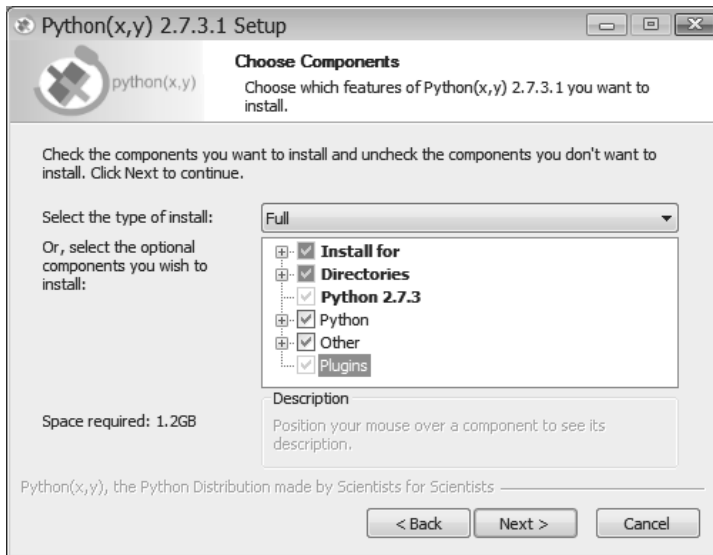 Python(x,y) 2.7.3.1 Setup
python(x,y)
Choose Components
Choose which features of Python(x,y) 2.7.3.1 you want to
install.
Check the components you want to install and uncheck the components you don't want to
install. Click Next to continue.
Select the type of install:
Full
Or, select the optional
components you wish to
install:
Install for
Directories
Python 2.7.3
Python
Other
Plugins
Space required: 1.2GB
Description
Position your mouse over a component to see its
description.
Python(x,y), the Python Distribution made by Scientists for Scientists
< Back
Next >
Cancel